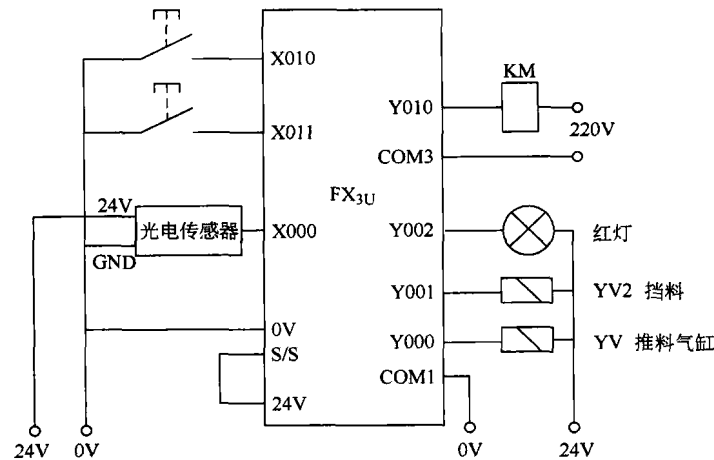 X010
X011
24V
光电传感器
GND
X000
0V
S/S
24V
24V
0V
FX3U
KM
Y010
220V
COM3
Y002
红灯
Y001
YV2 挡料
Y000
YV 推料气缸
COM1
0V
24V